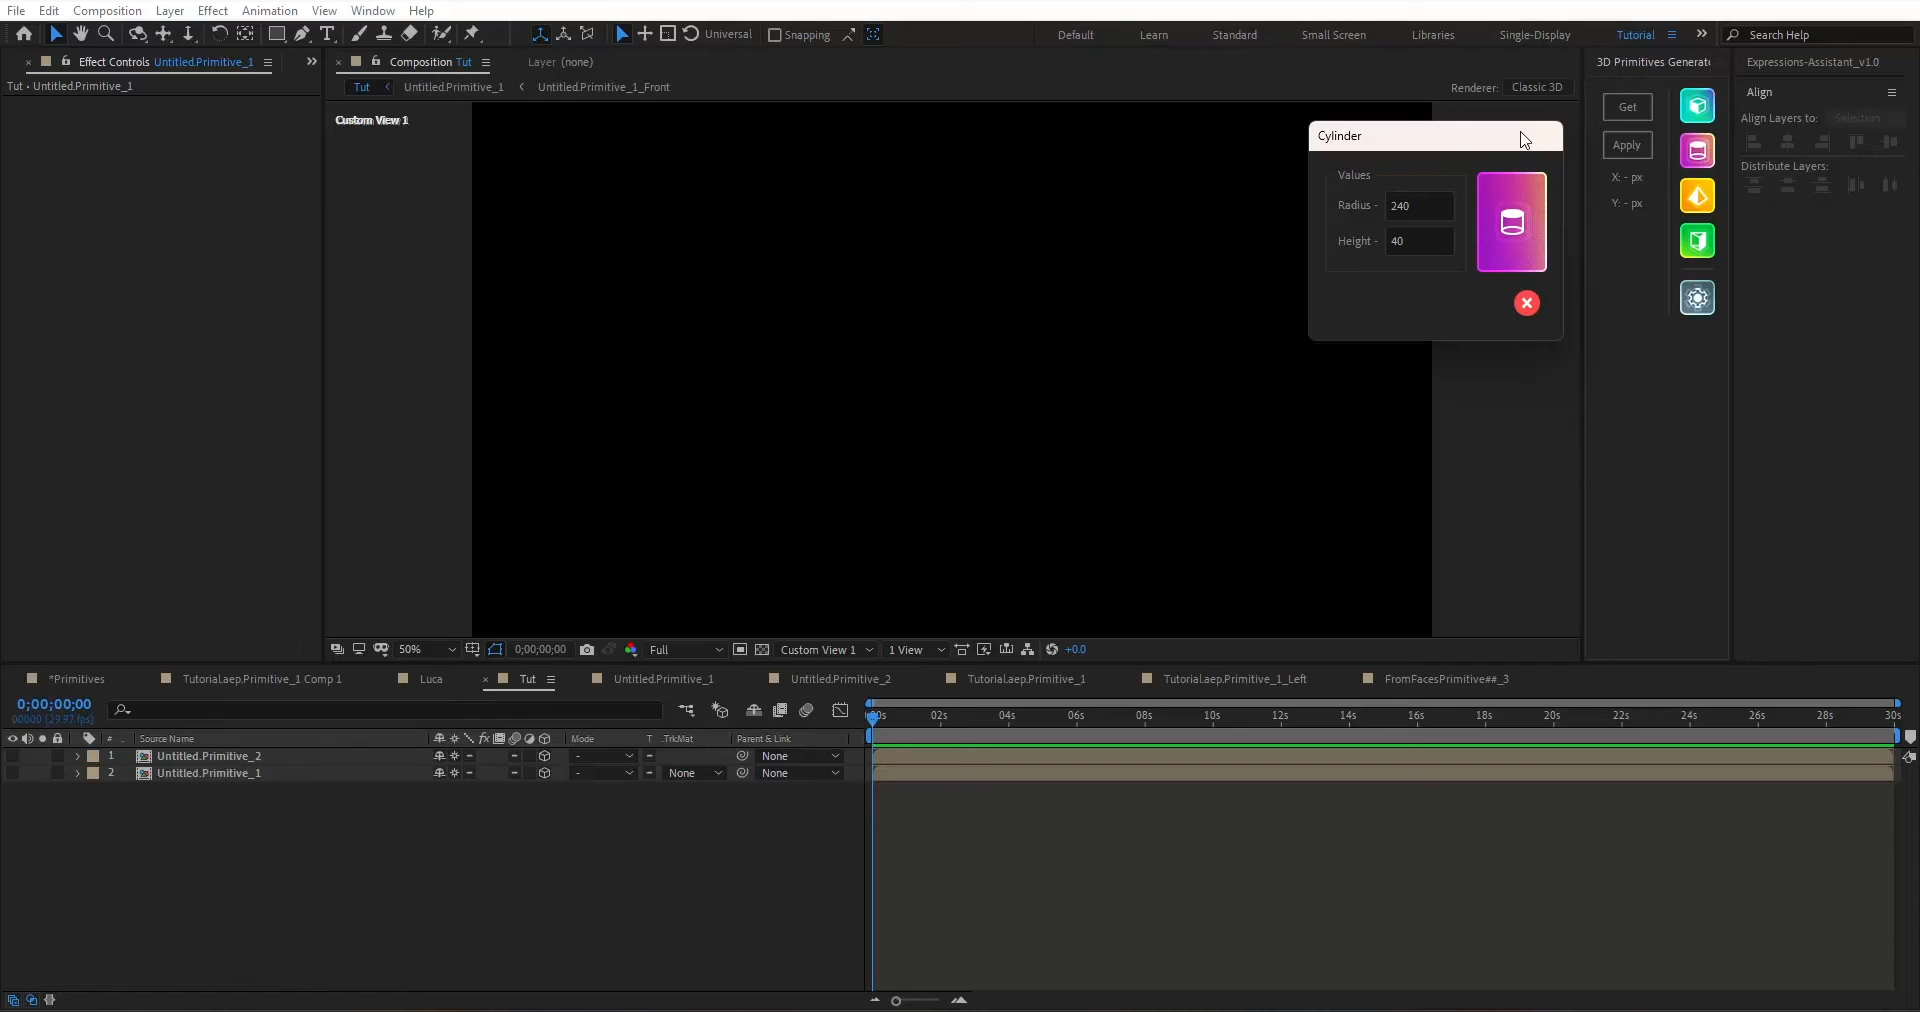 File Edit Composition Layer Effect Animation View Window Help
Universal Snapping Default Learn Standard Small Screen Libraries Single-Display Tutorial Search Help
Effect Controls Untitled.Primitive_1
Composition Tut Layer (none)
3D Primitives Generato Expressions-Assistant_v1.0
Tut • Untitled.Primitive_1
Tut Untitled.Primitive_1 Untitled.Primitive_1_Front Renderer: Classic 3D
Custom View 1
Cylinder
Values
Radius - 240
Height - 40
Get
Apply
X: - px
Y: - px
Align
Align Layers to: Selection
Distribute Layers:
50% 0;00;00;00 Full Custom View 1 1 View +0.0
*Primitives Tutorial.aep.Primitive_1 Comp 1 Luca Tut Untitled.Primitive_1 Untitled.Primitive_2 Tutorial.aep.Primitive_1 Tutorial.aep.Primitive_1_Left FromFacesPrimitive##_3
0;00;00;00
00000 (29.97 fps)
00s 02s 04s 06s 08s 10s 12s 14s 16s 18s 20s 22s 24s 26s 28s 30s
# Source Name fx Mode T .TrkMat Parent & Link
1 Untitled.Primitive_2 - None
2 Untitled.Primitive_1 - None None